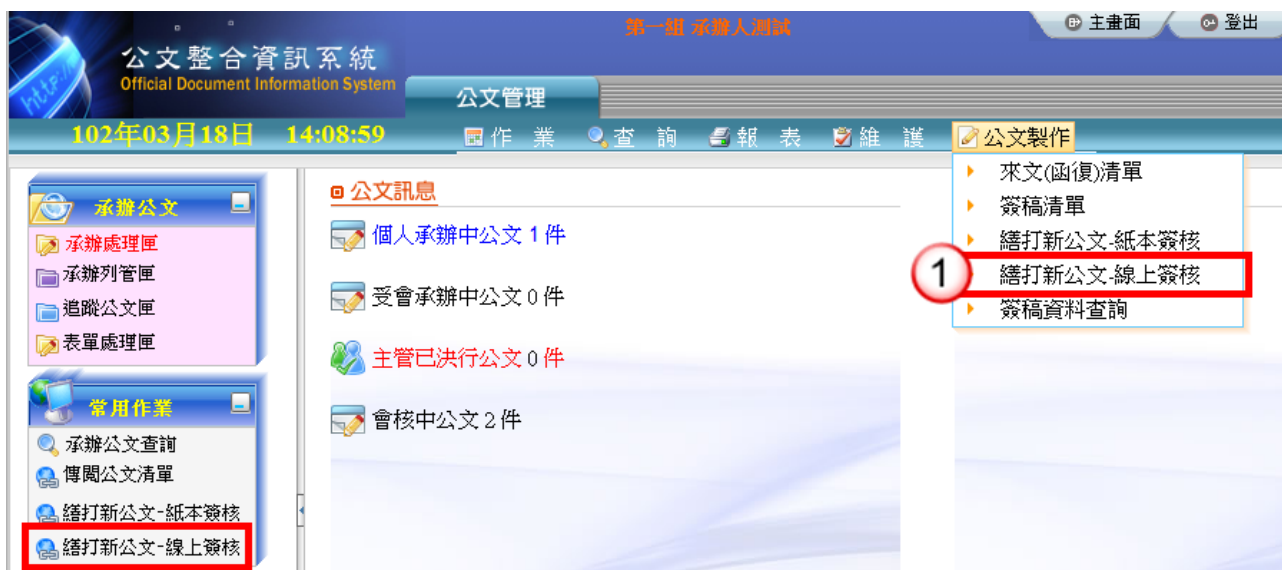 第一組 承辦人測試
主畫面
登出
http://
公文整合資訊系統
Official Document Information System
公文管理
102年03月18日 14:08:59
作 業
查 詢
報 表
維 護
公文製作
來文(函復)清單
簽稿清單
繕打新公文-紙本簽核
1
繕打新公文-線上簽核
簽稿資料查詢
承辦公文
承辦處理匣
承辦列管匣
追蹤公文匣
表單處理匣
常用作業
承辦公文查詢
傳閱公文清單
繕打新公文-紙本簽核
繕打新公文-線上簽核
公文訊息
個人承辦中公文 1 件
受會承辦中公文 0 件
主管已決行公文 0 件
會核中公文 2 件